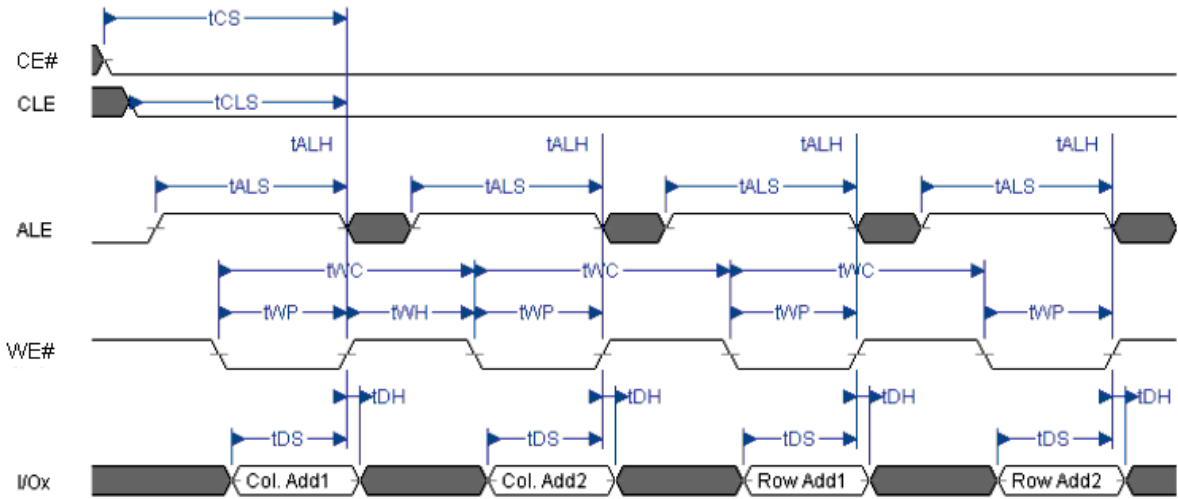 tCS
CE#
CLE
tCLS
tALH tALH tALH tALH
tALS tALS tALS tALS
ALE
tWC tWC tWC
tWP tWH tWP tWP tWP
WE#
tDH tDH tDH tDH
tDS tDS tDS tDS
I/Ox Col. Add1 Col. Add2 Row Add1 Row Add2